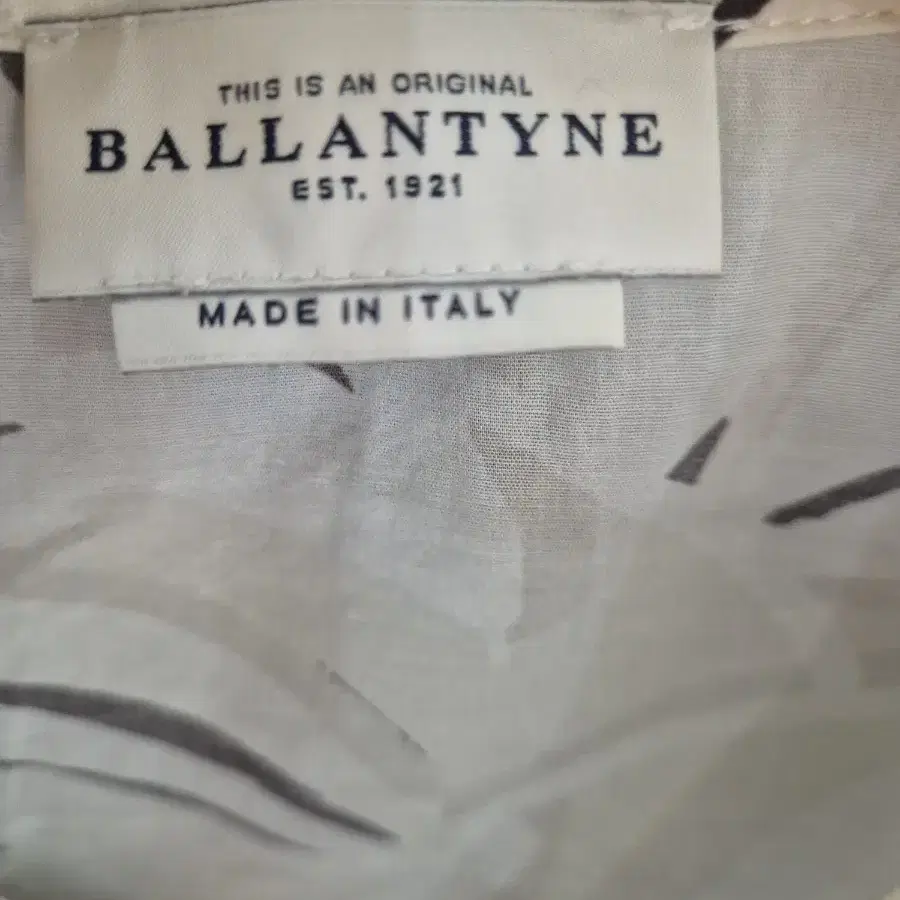 THIS IS AN ORIGINAL
BALLANTYNE
EST. 1921
MADE IN ITALY